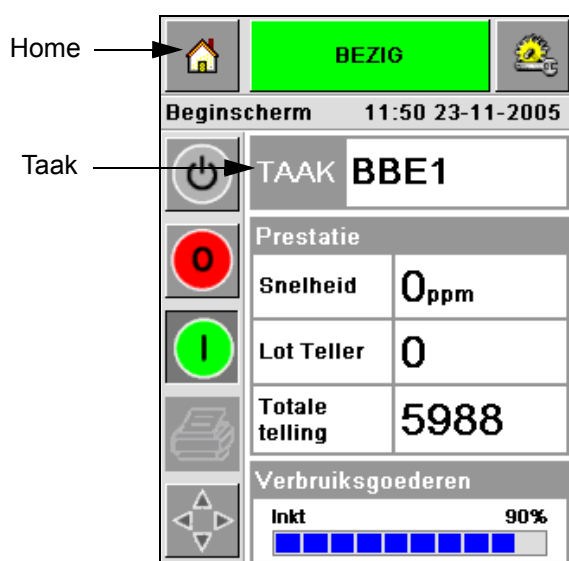 Home
BEZIG
Beginscherm 11:50 23-11-2005
Taak
TAAK BBE1
Prestatie
O
Snelheid 0ppm
I
Lot Teller 0
Totale telling 5988
Verbruiksgoederen
Inkt 90%